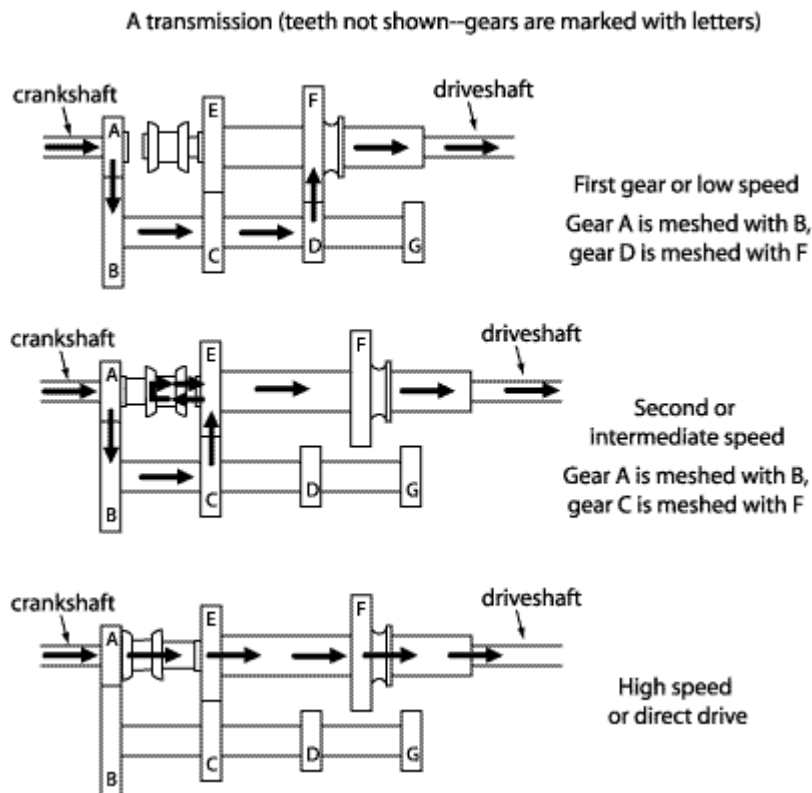 A transmission (teeth not shown--gears are marked with letters)
crankshaft
driveshaft
A
E
F
B
C
D
G
First gear or low speed
Gear A is meshed with B,
gear D is meshed with F
crankshaft
driveshaft
A
E
F
B
C
D
G
Second or
intermediate speed
Gear A is meshed with B,
gear C is meshed with F
crankshaft
driveshaft
A
E
F
B
C
D
G
High speed
or direct drive